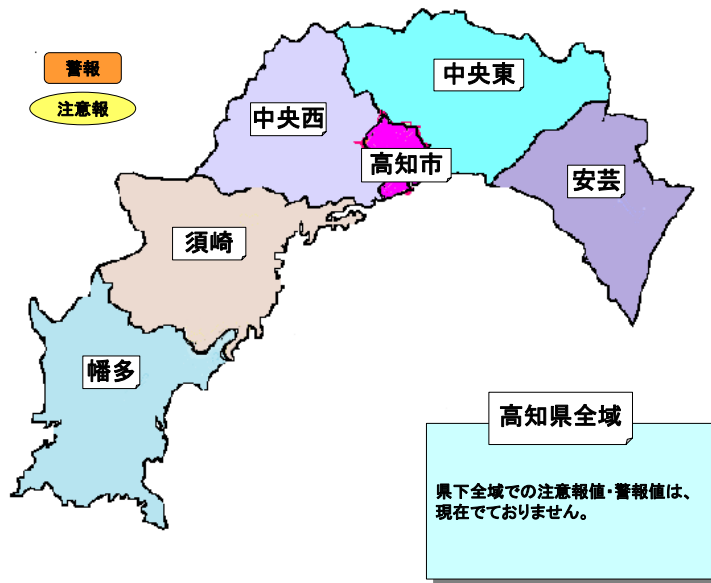 警報
注意報
中央東
中央西
高知市
安芸
須崎
幡多
高知県全域
県下全域での注意報値・警報値は、
現在でておりません。